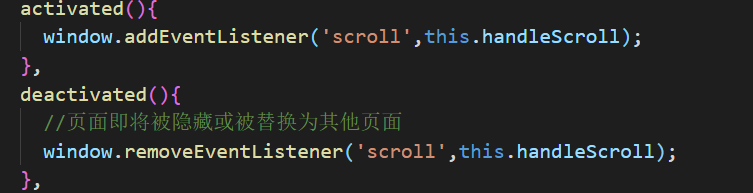 activated(){
window.addEventListener('scroll',this.handleScroll);
},
deactivated(){
//页面即将被隐藏或被替换为其他页面
window.removeEventListener('scroll',this.handleScroll);
},